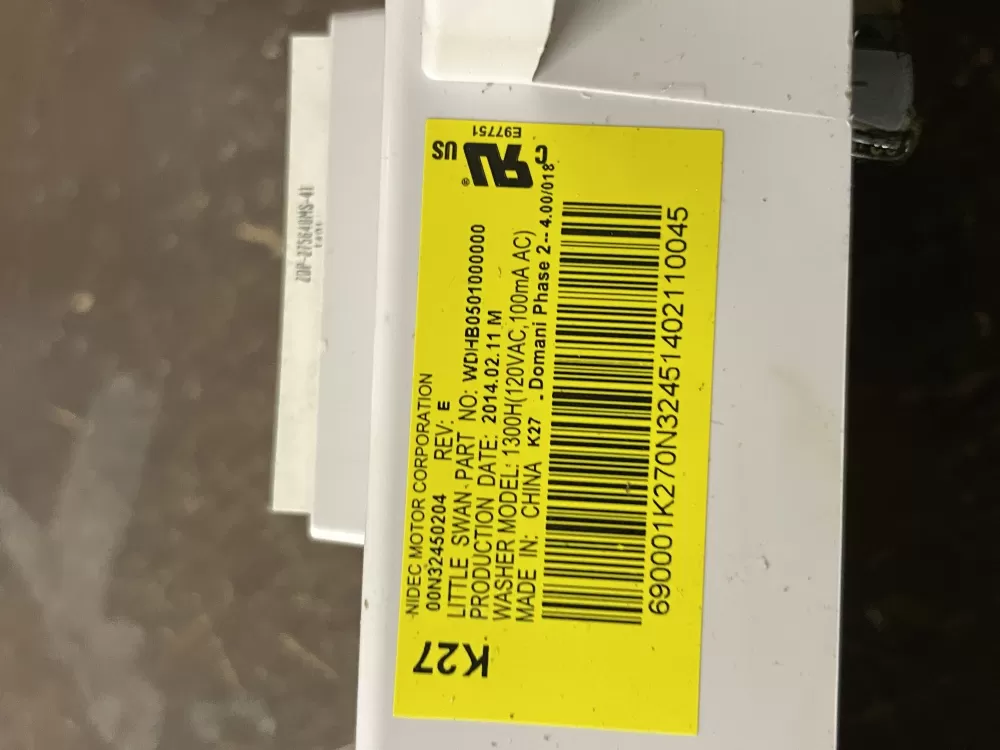 NIDEC MOTOR CORPORATION
00N32450204 REV: E
LITTLE SWAN PART NO: WDHB0501000000
PRODUCTION DATE: 2014.02.11 M
WASHER MODEL: 1300H(120VAC,100mA AC)
MADE IN: CHINA K27 - Domani Phase 2-- 4.00/018
690001K270N32451402110045
K27
c RU US
®
E97751